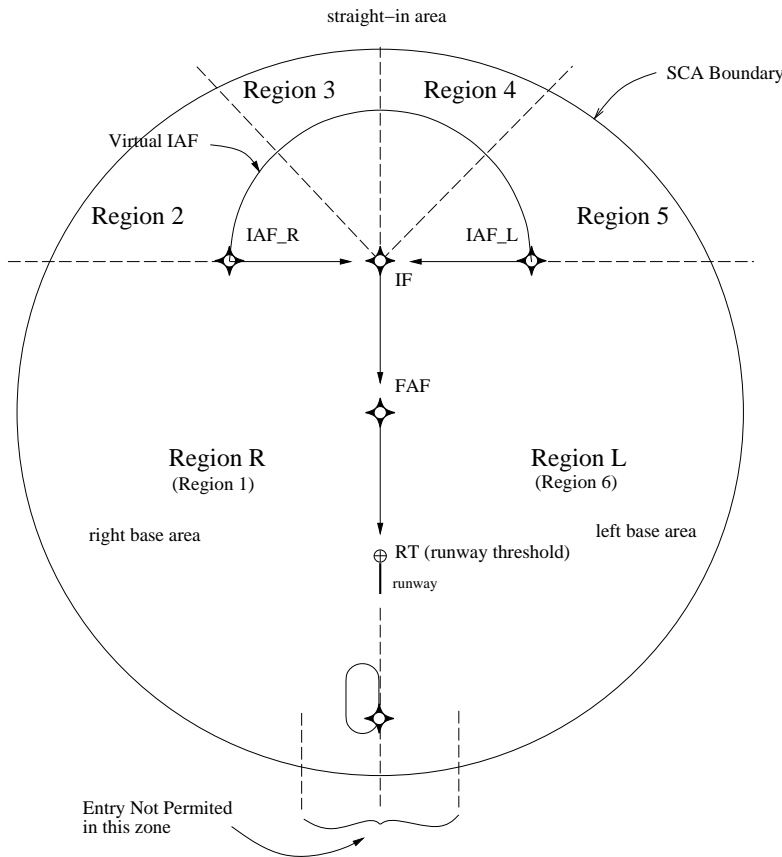 straight−in area
Region 3
Region 4
SCA Boundary
Virtual IAF
Region 2
Region 5
IAF_R
IAF_L
IF
FAF
Region R
(Region 1)
Region L
(Region 6)
right base area
left base area
RT (runway threshold)
runway
Entry Not Permited
in this zone